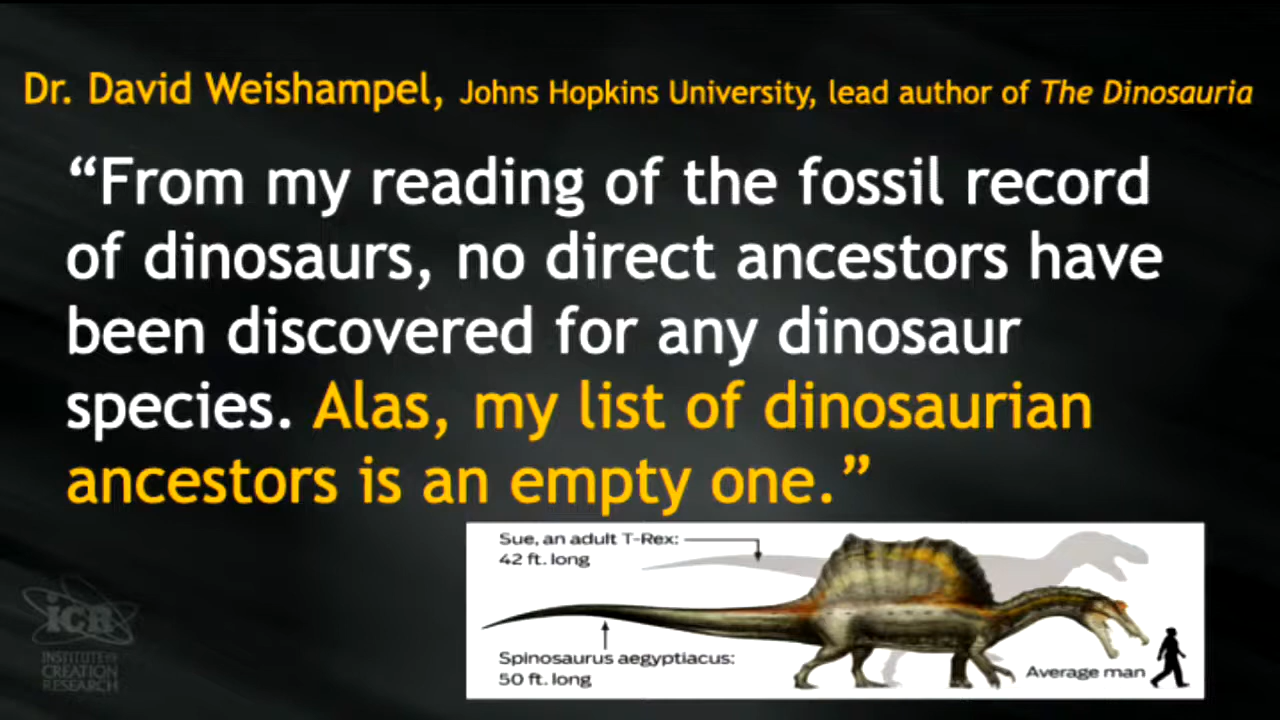 Dr. David Weishampel, Johns Hopkins University, lead author of The Dinosauria
“From my reading of the fossil record
of dinosaurs, no direct ancestors have
been discovered for any dinosaur
species. Alas, my list of dinosaurian
ancestors is an empty one.”
Sue, an adult T-Rex:
42 ft. long
Spinosaurus aegyptiacus:
50 ft. long
Average man
iCR
INSTITUTE for
CREATION
RESEARCH